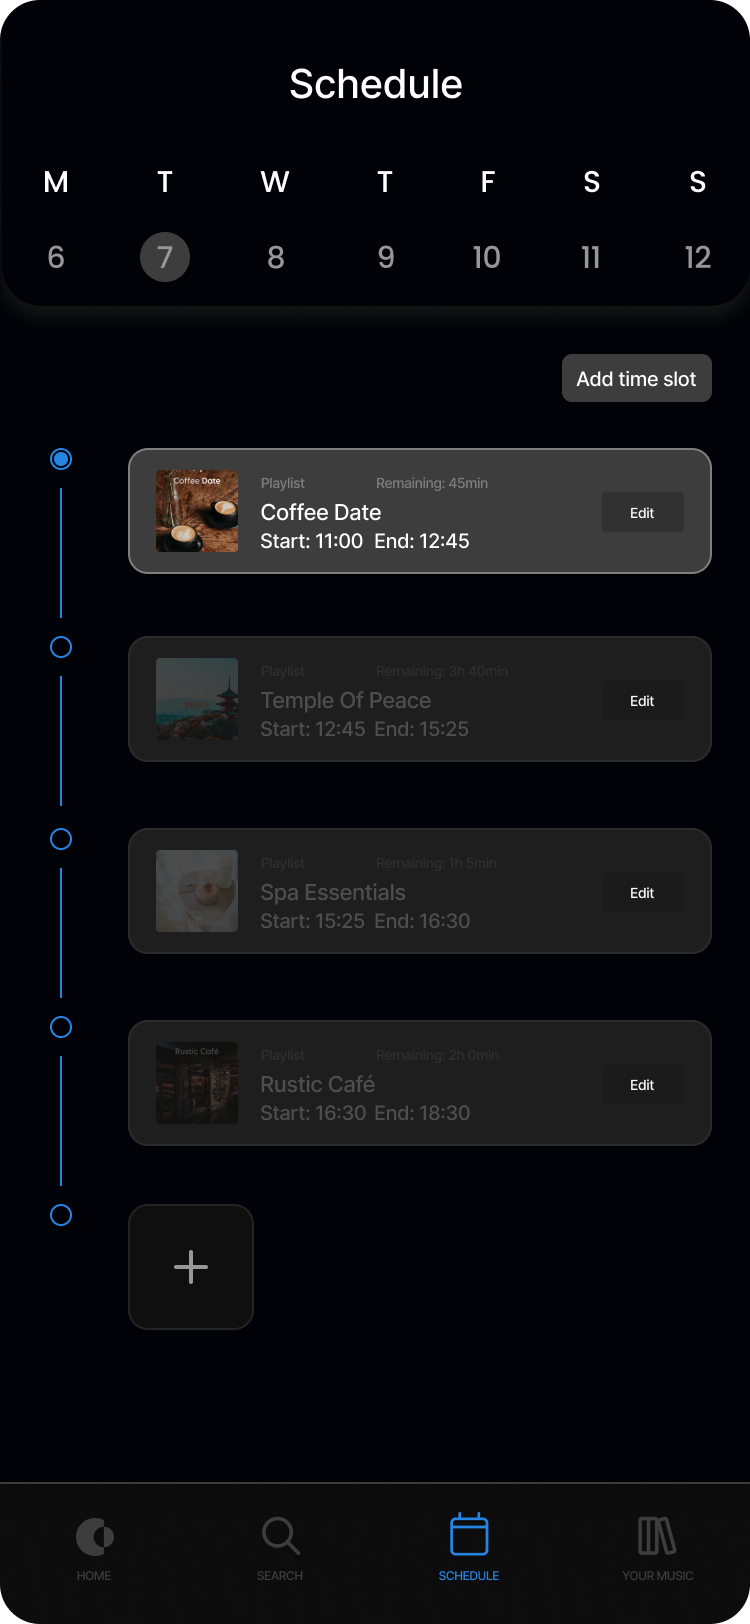 Schedule
M T W T F S S
6 7 8 9 10 11 12
Add time slot
Coffee Date
Playlist Remaining: 45min
Coffee Date
Start: 11:00 End: 12:45
Edit
Playlist Remaining: 3h 40min
Peace
Temple Of Peace
Start: 12:45 End: 15:25
Edit
Playlist Remaining: 1h 5min
Spa Essentials
Start: 15:25 End: 16:30
Edit
Rustic Café
Playlist Remaining: 2h 0min
Rustic Café
Start: 16:30 End: 18:30
Edit
HOME SEARCH SCHEDULE YOUR MUSIC